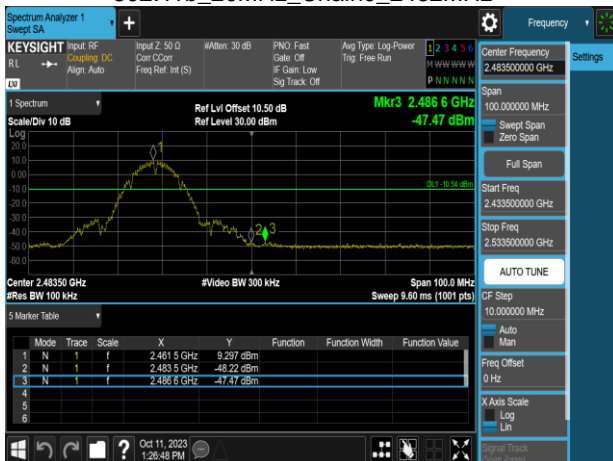 Spectrum Analyzer 1
Swept SA
+
Frequency
KEYSIGHT
RL
LXI
Input: RF
Coupling: DC
Align: Auto
Input Z: 50 Ω
Corr CCorr
Freq Ref: Int (S)
#Atten: 30 dB
PNO: Fast
Gate: Off
IF Gain: Low
Sig Track: Off
Avg Type: Log-Power
Trig: Free Run
1 2 3 4 5 6
M W W W W W
P N N N N N
1 Spectrum
Scale/Div 10 dB
Ref Lvl Offset 10.50 dB
Ref Level 30.00 dBm
Mkr3 2.486 6 GHz
-47.47 dBm
Log
20.0
10.0
0.00
-10.0
-20.0
-30.0
-40.0
-50.0
-60.0
1
2
3
DL1 -10.54 dBm
Center 2.48350 GHz
#Res BW 100 kHz
#Video BW 300 kHz
Span 100.0 MHz
Sweep 9.60 ms (1001 pts)
5 Marker Table
Mode Trace Scale X Y Function Function Width Function Value
1 N 1 f 2.461 5 GHz 9.297 dBm
2 N 1 f 2.483 5 GHz -48.22 dBm
3 N 1 f 2.486 6 GHz -47.47 dBm
4
5
6
?
Oct 11, 2023
1:26:48 PM
Center Frequency
2.483500000 GHz
Settings
Span
100.000000 MHz
Swept Span
Zero Span
Full Span
Start Freq
2.433500000 GHz
Stop Freq
2.533500000 GHz
AUTO TUNE
CF Step
10.000000 MHz
Auto
Man
Freq Offset
0 Hz
X Axis Scale
Log
Lin
Signal Track
(Span Zoom)